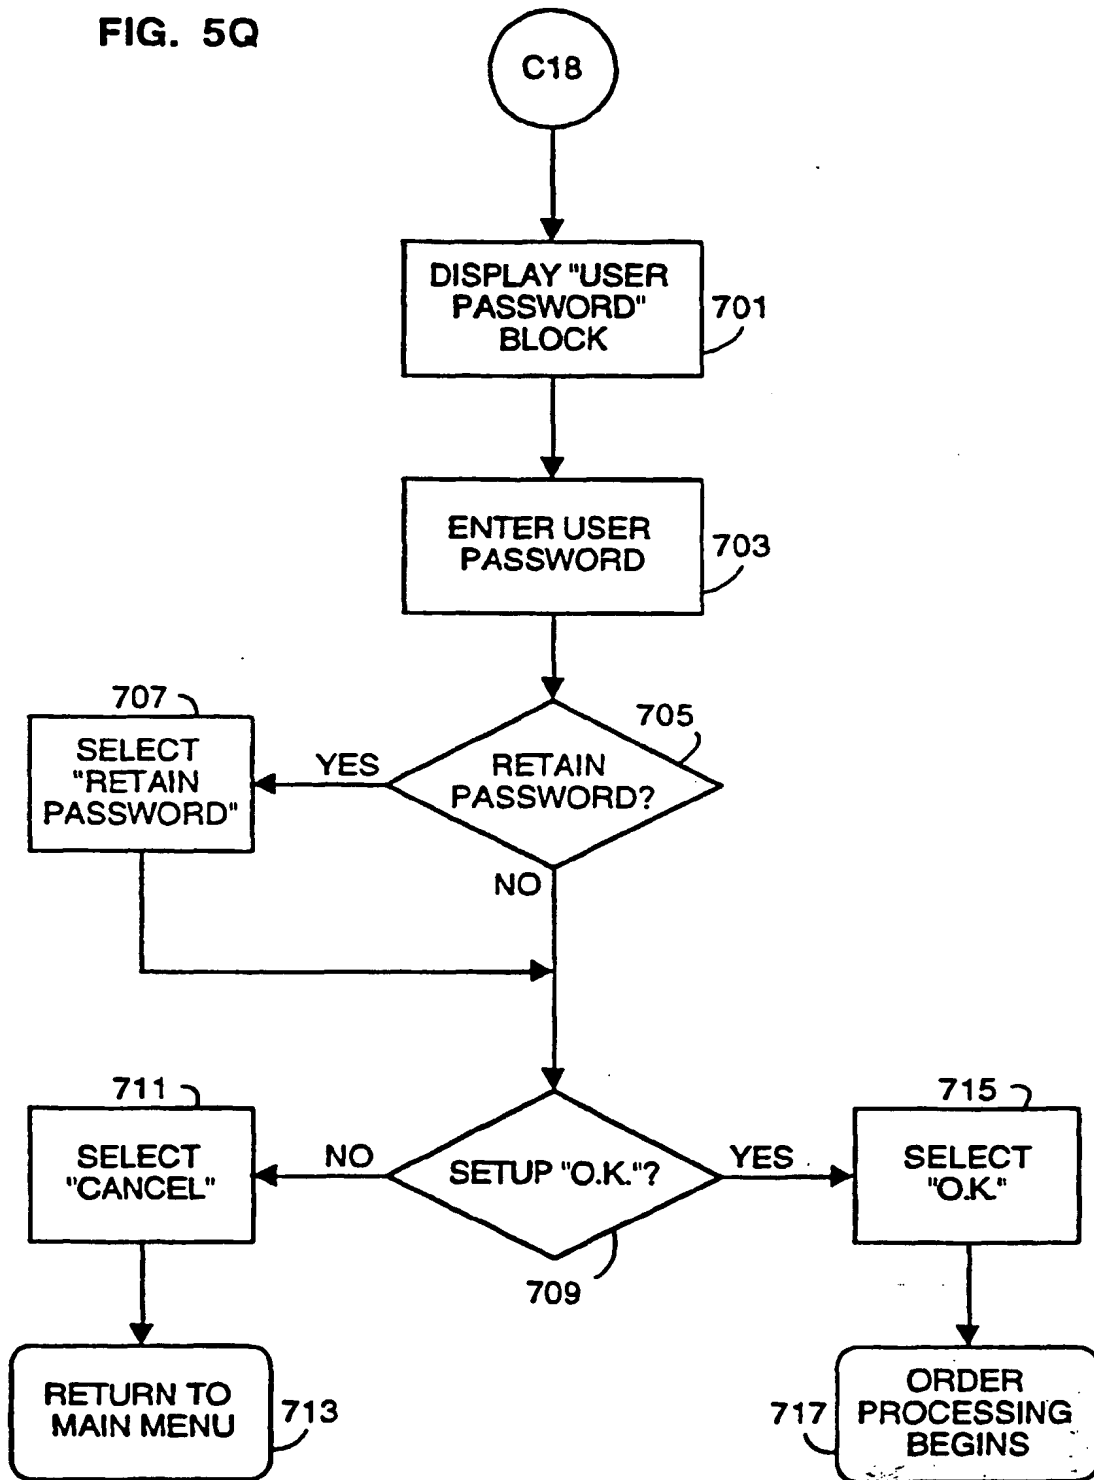 FIG. 5Q
C18
DISPLAY "USER
PASSWORD"
BLOCK
701
ENTER USER
PASSWORD
703
707
SELECT
"RETAIN
PASSWORD"
YES
RETAIN
PASSWORD?
705
NO
711
SELECT
"CANCEL"
NO
SETUP "O.K."?
709
YES
715
SELECT
"O.K."
RETURN TO
MAIN MENU
713
717
ORDER
PROCESSING
BEGINS